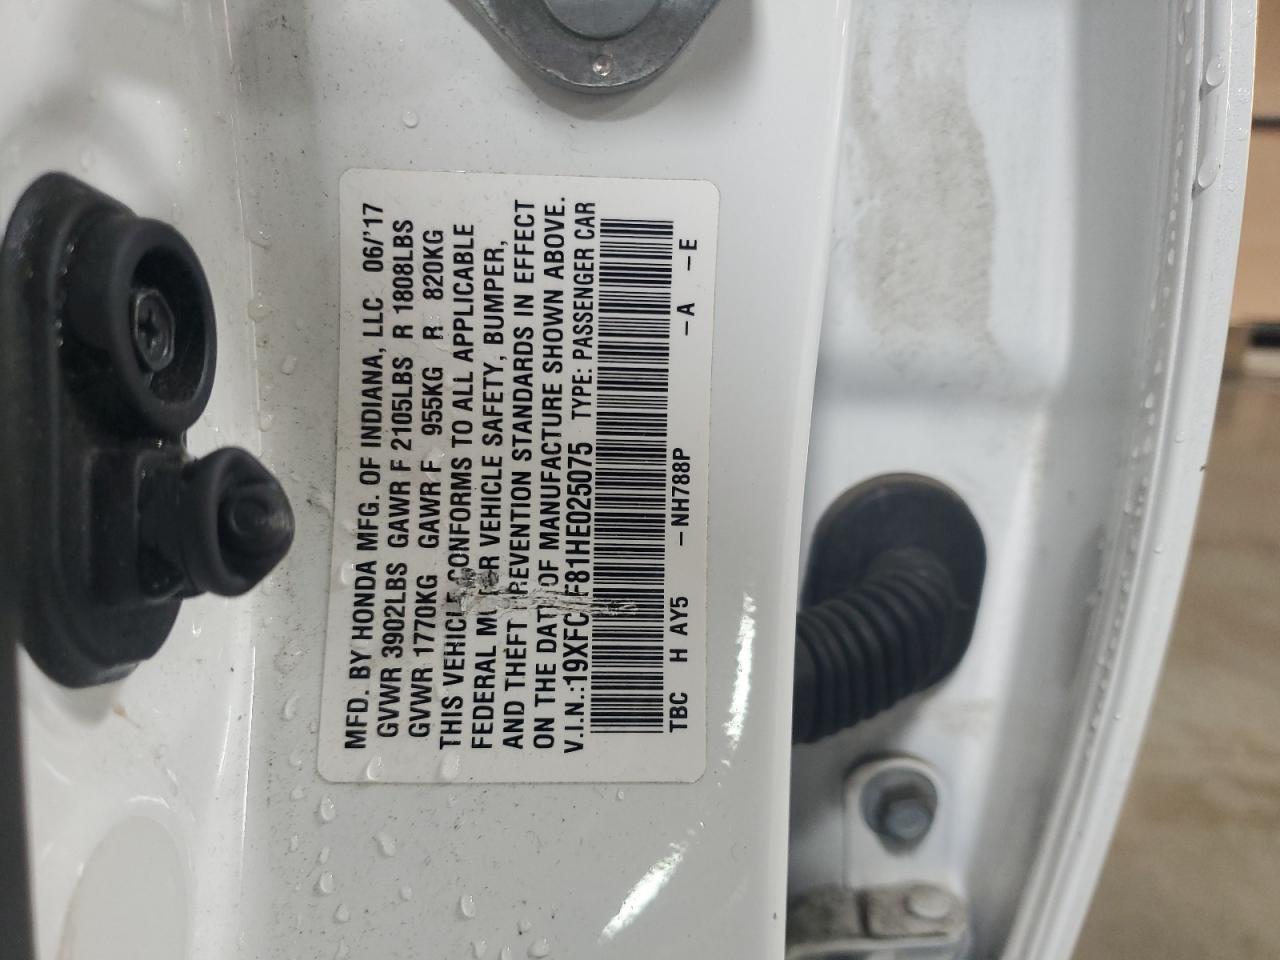 MFD. BY HONDA MFG. OF INDIANA, LLC 06/'17
GVWR 3902LBS GAWR F 2105LBS R 1808LBS
GVWR 1770KG GAWR F 955KG R 820KG
THIS VEHICLE CONFORMS TO ALL APPLICABLE
FEDERAL MOTOR VEHICLE SAFETY, BUMPER,
AND THEFT PREVENTION STANDARDS IN EFFECT
ON THE DATE OF MANUFACTURE SHOWN ABOVE.
V.I.N.: TYPE: PASSENGER CAR
TBC H AY5 – NH788P – A – E